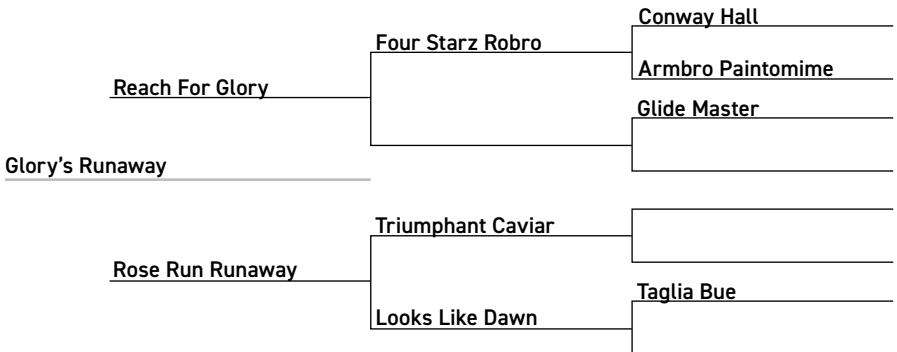 Conway Hall
Four Starz Robro
Armbro Paintomime
Reach For Glory
Glide Master
Glory's Runaway
Triumphant Caviar
Rose Run Runaway
Taglia Bue
Looks Like Dawn